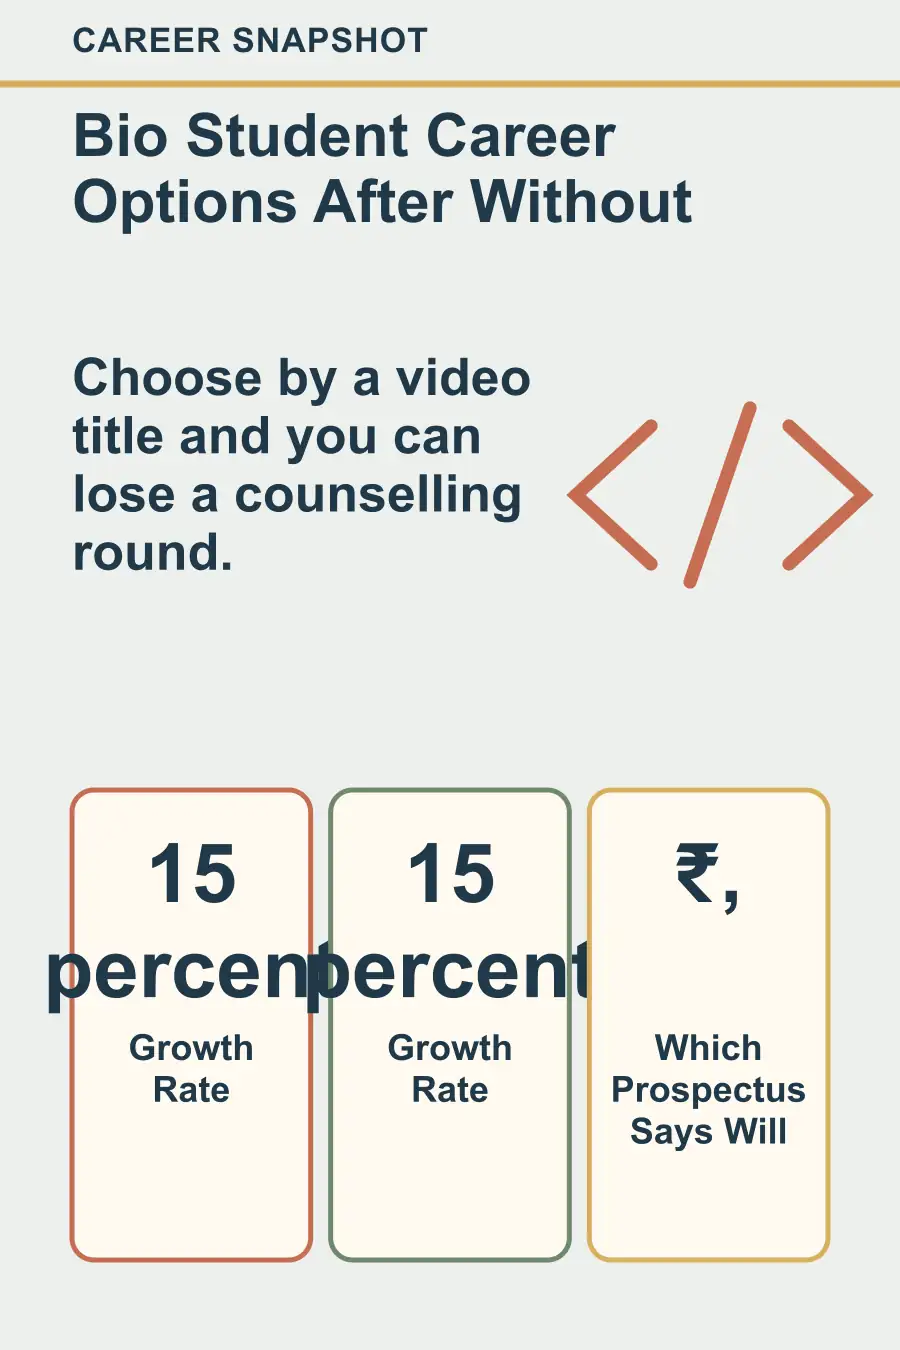 CAREER SNAPSHOT
Bio Student Career
Options After Without
Choose by a video
title and you can
lose a counselling
round.
15
percent
Growth
Rate
15
percent
Growth
Rate
₹,
Which
Prospectus
Says Will